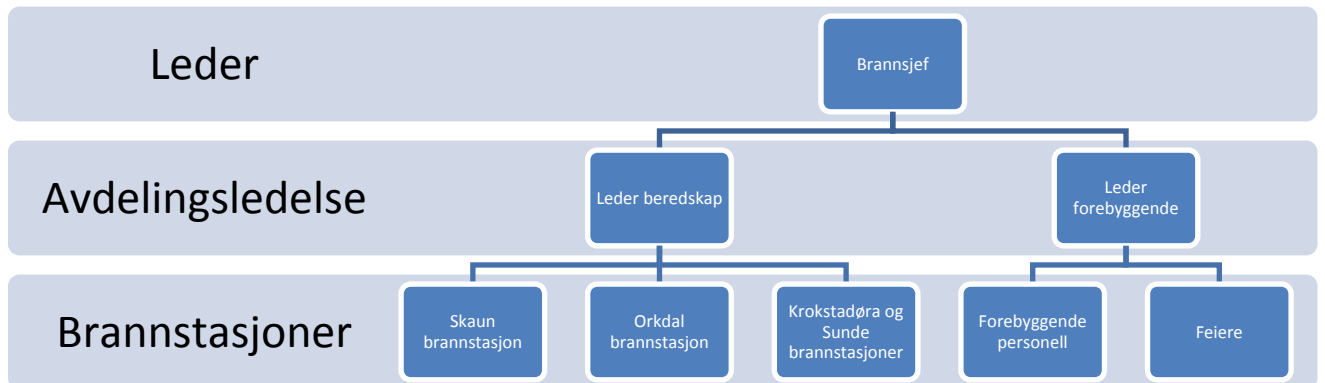 Leder
Brannsjef
Avdelingsledelse
Leder beredskap
Leder
forebyggende
Brannstasjoner
Skaun
brannstasjon
Orkdal
brannstasjon
Krokstadøra og
Sunde
brannstasjoner
Forebyggende
personell
Feiere